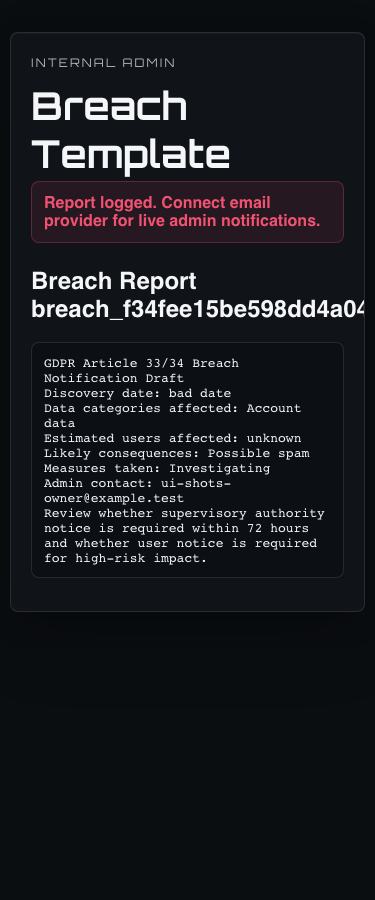 INTERNAL ADMIN
Breach
Template
Report logged. Connect email
provider for live admin notifications.
Breach Report
breach_f34fee15be598dd4a04
GDPR Article 33/34 Breach
Notification Draft
Discovery date: bad date
Data categories affected: Account
data
Estimated users affected: unknown
Likely consequences: Possible spam
Measures taken: Investigating
Admin contact: ui-shots-
owner@example.test
Review whether supervisory authority
notice is required within 72 hours
and whether user notice is required
for high-risk impact.